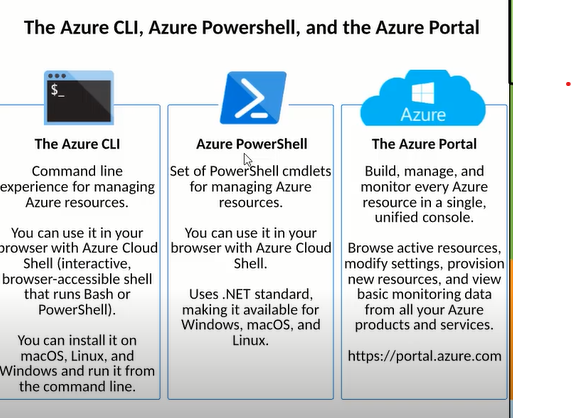 The Azure CLI, Azure Powershell, and the Azure Portal
$_
Azure
The Azure CLI
Command line
experience for managing
Azure resources.
You can use it in your
browser with Azure Cloud
Shell (interactive,
browser-accessible shell
that runs Bash or
PowerShell).
You can install it on
macOS, Linux, and
Windows and run it from
the command line.
Azure PowerShell
Set of PowerShell cmdlets
for managing Azure
resources.
You can use it in your
browser with Azure Cloud
Shell.
Uses .NET standard,
making it available for
Windows, macOS, and
Linux.
The Azure Portal
Build, manage, and
monitor every Azure
resource in a single,
unified console.
Browse active resources,
modify settings, provision
new resources, and view
basic monitoring data
from all your Azure
products and services.
https://portal.azure.com